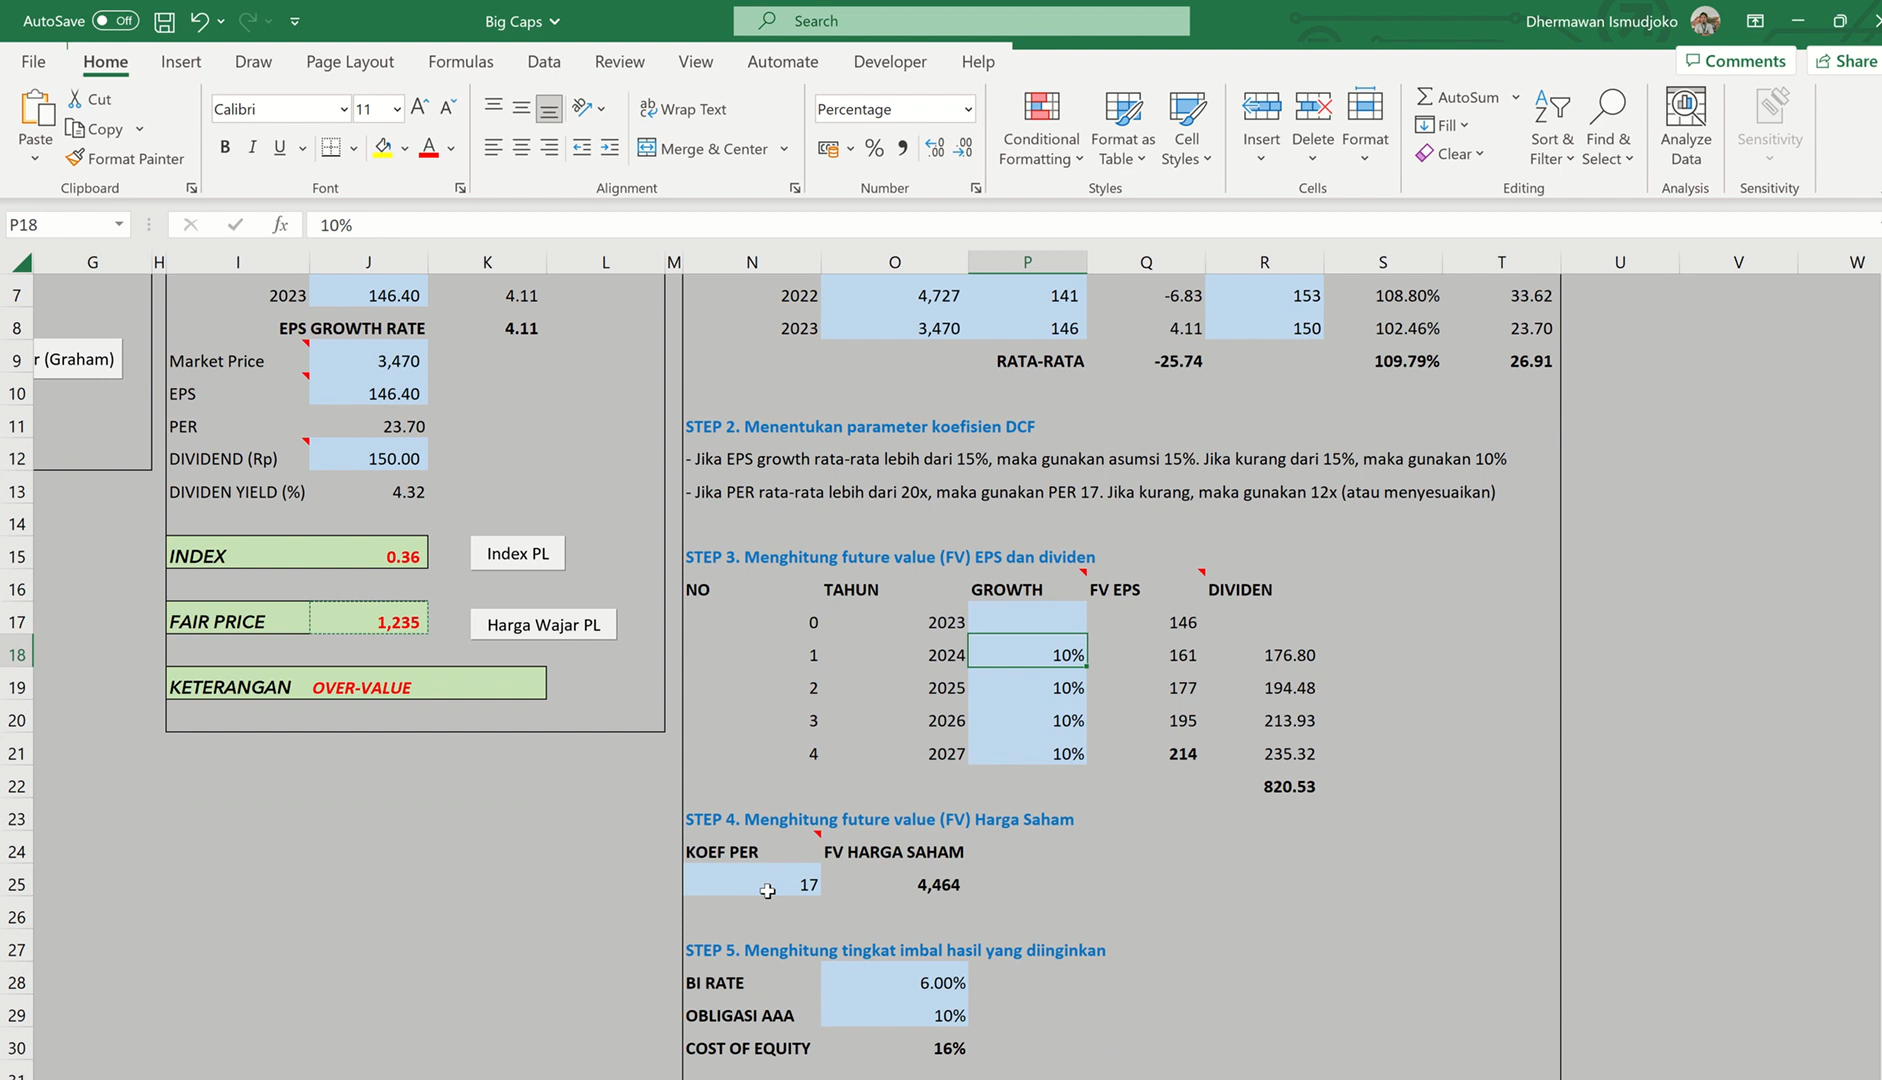 AutoSave Off Big Caps Search Dhermawan Ismudjoko
File Home Insert Draw Page Layout Formulas Data Review View Automate Developer Help Comments Share
Paste Cut Copy Format Painter
Calibri 11 A A B I U A
ab Wrap Text Merge & Center
Percentage %
Conditional Formatting Format as Table Cell Styles
Insert Delete Format
AutoSum Fill Clear Sort & Filter Find & Select
Analyze Data Sensitivity
Clipboard Font Alignment Number Styles Cells Editing Analysis Sensitivity
P18 fx 10%
G H I J K L M N O P Q R S T U V W
7 2023 146.40 4.11 2022 4,727 141 -6.83 153 108.80% 33.62
8 EPS GROWTH RATE 4.11 2023 3,470 146 4.11 150 102.46% 23.70
9 r (Graham) Market Price 3,470 RATA-RATA -25.74 109.79% 26.91
10 EPS 146.40
11 PER 23.70 STEP 2. Menentukan parameter koefisien DCF
12 DIVIDEND (Rp) 150.00 - Jika EPS growth rata-rata lebih dari 15%, maka gunakan asumsi 15%. Jika kurang dari 15%, maka gunakan 10%
13 DIVIDEN YIELD (%) 4.32 - Jika PER rata-rata lebih dari 20x, maka gunakan PER 17. Jika kurang, maka gunakan 12x (atau menyesuaikan)
14
15 INDEX 0.36 Index PL STEP 3. Menghitung future value (FV) EPS dan dividen
16 NO TAHUN GROWTH FV EPS DIVIDEN
17 FAIR PRICE 1,235 Harga Wajar PL 0 2023 146
18 1 2024 10% 161 176.80
19 KETERANGAN OVER-VALUE 2 2025 10% 177 194.48
20 3 2026 10% 195 213.93
21 4 2027 10% 214 235.32
22 820.53
23 STEP 4. Menghitung future value (FV) Harga Saham
24 KOEF PER FV HARGA SAHAM
25 17 4,464
26
27 STEP 5. Menghitung tingkat imbal hasil yang diinginkan
28 BI RATE 6.00%
29 OBLIGASI AAA 10%
30 COST OF EQUITY 16%